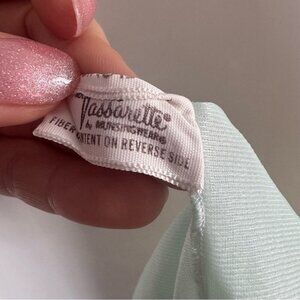 Vassarette®
by MUNSINGWEAR®
FIBER CONTENT ON REVERSE SIDE